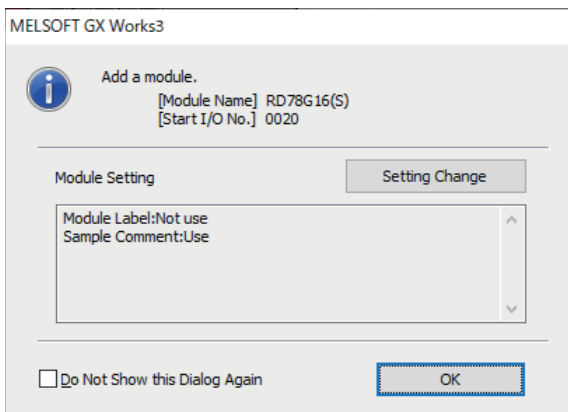 MELSOFT GX Works3
Add a module.
[Module Name] RD78G16(S)
[Start I/O No.] 0020
Module Setting
Setting Change
Module Label:Not use
Sample Comment:Use
Do Not Show this Dialog Again
OK